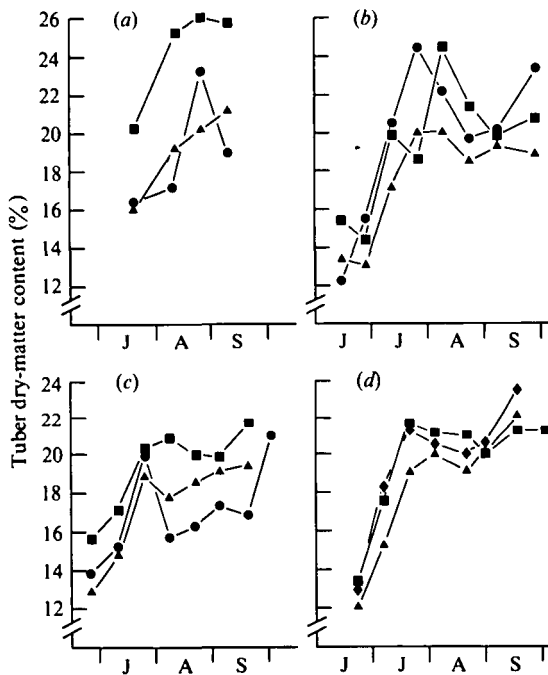 Tuber dry-matter content (%)
(a)
26
24
22
20
18
16
14
12
J A S
(b)
J J A S
(c)
24
22
20
18
16
14
12
J A S
(d)
J J A S